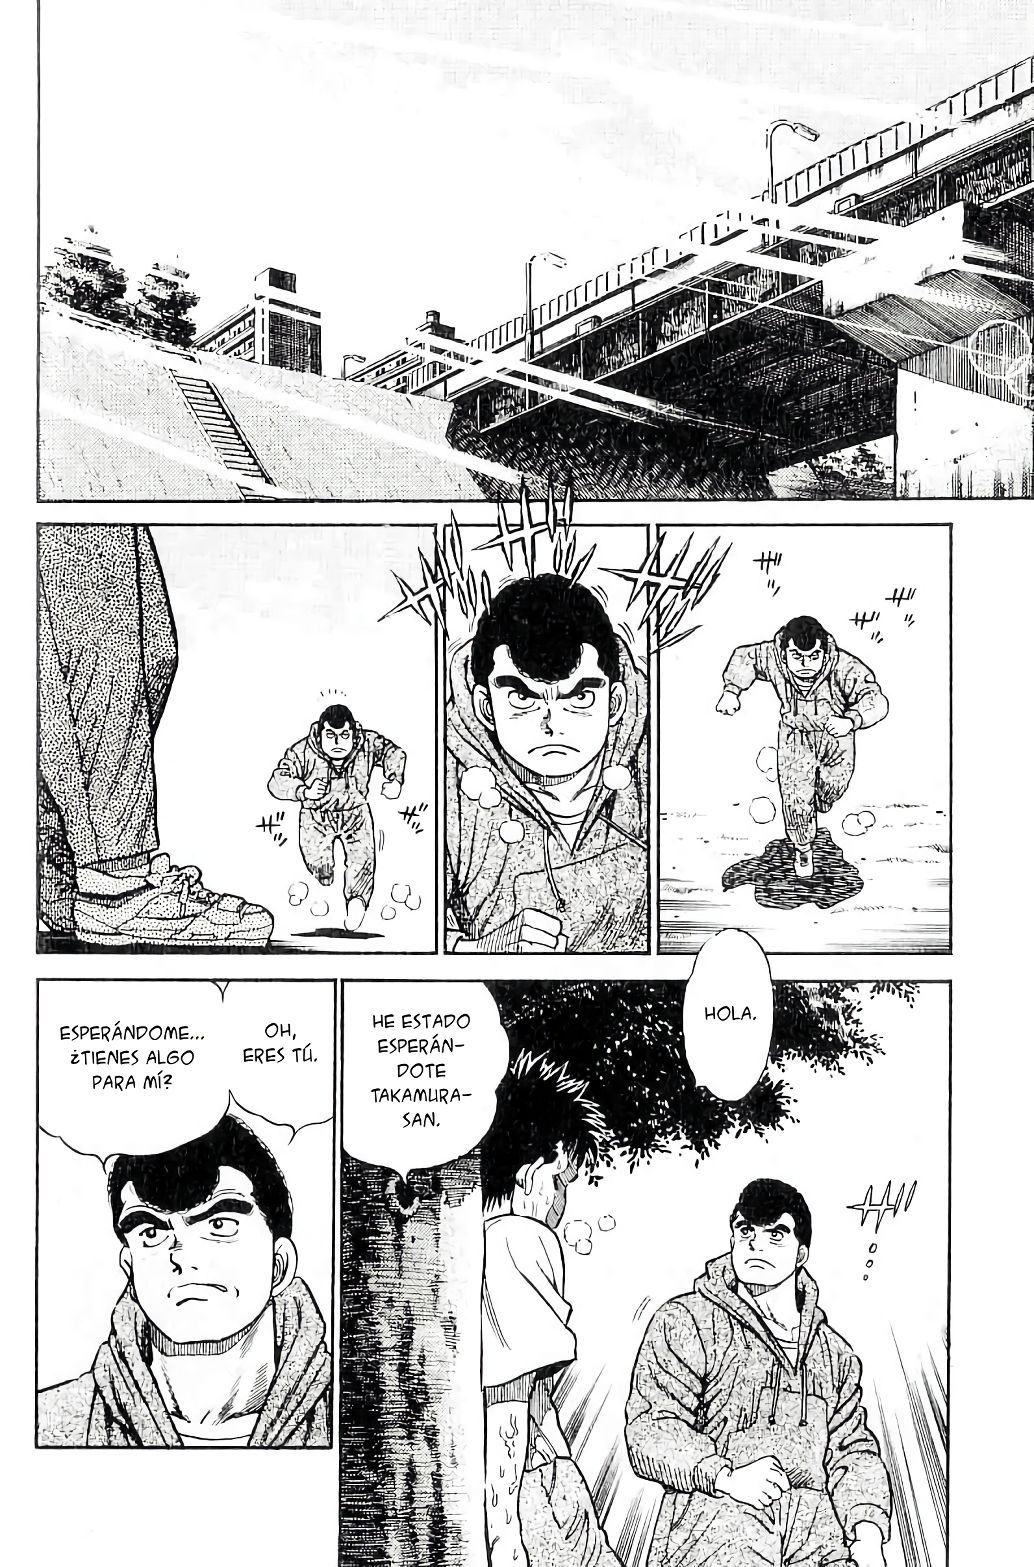 HOLA.
HE ESTADO
ESPERÁN-
DOTE
TAKAMURA-
SAN.
OH,
ERES TÚ.
ESPERÁNDOME...
¿TIENES ALGO
PARA MÍ?